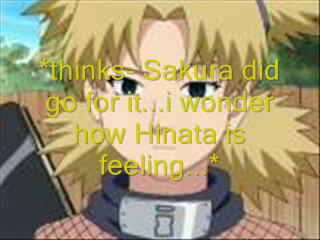 *thinks- Sakura did
go for it...i wonder
how Hinata is
feeling...*